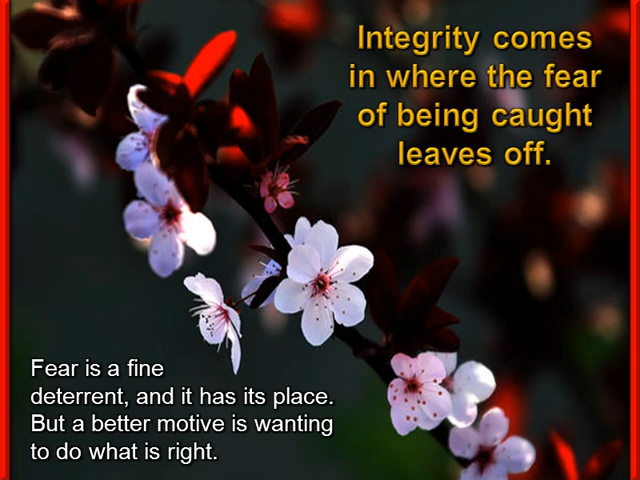 Integrity comes
in where the fear
of being caught
leaves off.
Fear is a fine
deterrent, and it has its place.
But a better motive is wanting
to do what is right.